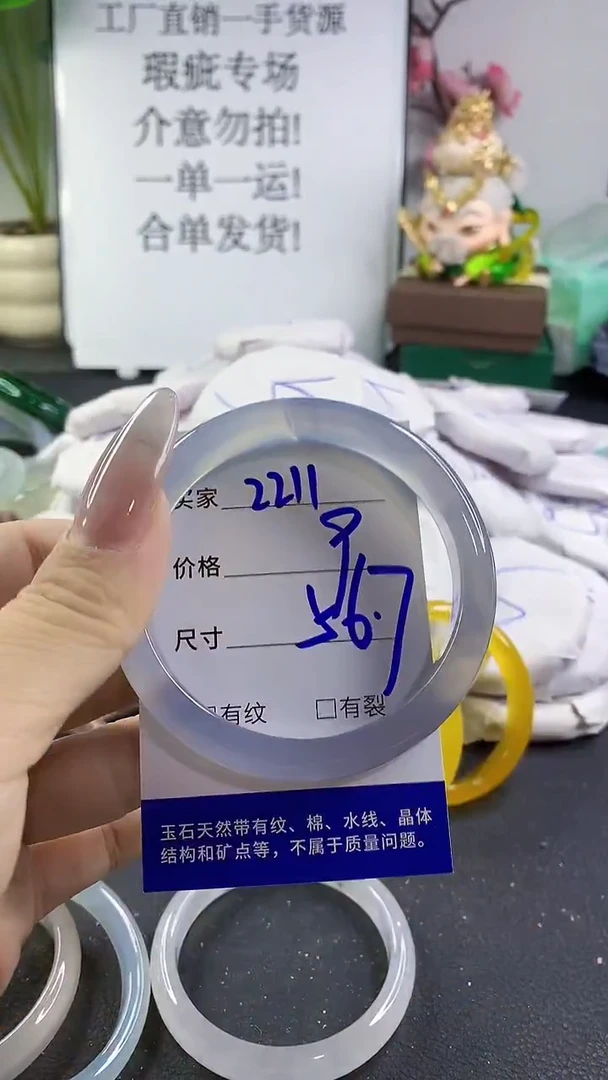 工厂直销一手货源
瑕疵专场
介意勿拍!
一单一运!
合单发货!
买家 2211
价格
尺寸 56.7
□有纹 □有裂
玉石天然带有纹、棉、水线、晶体
结构和矿点等，不属于质量问题。